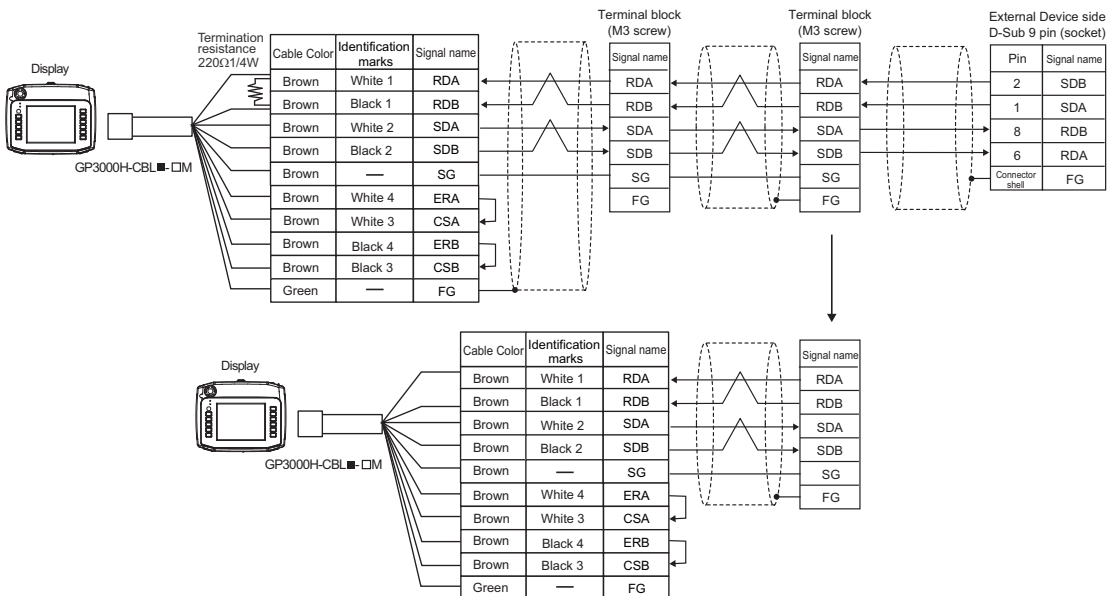 Terminal block
(M3 screw)
Terminal block
(M3 screw)
External Device side
D-Sub 9 pin (socket)
Display
Termination
resistance
220Ω1/4W
GP3000H-CBL■-□M
Cable Color Identification marks Signal name
Brown White 1 RDA
Brown Black 1 RDB
Brown White 2 SDA
Brown Black 2 SDB
Brown — SG
Brown White 4 ERA
Brown White 3 CSA
Brown Black 4 ERB
Brown Black 3 CSB
Green — FG
Signal name
RDA
RDB
SDA
SDB
SG
FG
Signal name
RDA
RDB
SDA
SDB
SG
FG
Pin Signal name
2 SDB
1 SDA
8 RDB
6 RDA
Connector shell FG
Display
GP3000H-CBL■-□M
Cable Color Identification marks Signal name
Brown White 1 RDA
Brown Black 1 RDB
Brown White 2 SDA
Brown Black 2 SDB
Brown — SG
Brown White 4 ERA
Brown White 3 CSA
Brown Black 4 ERB
Brown Black 3 CSB
Green — FG
Signal name
RDA
RDB
SDA
SDB
SG
FG